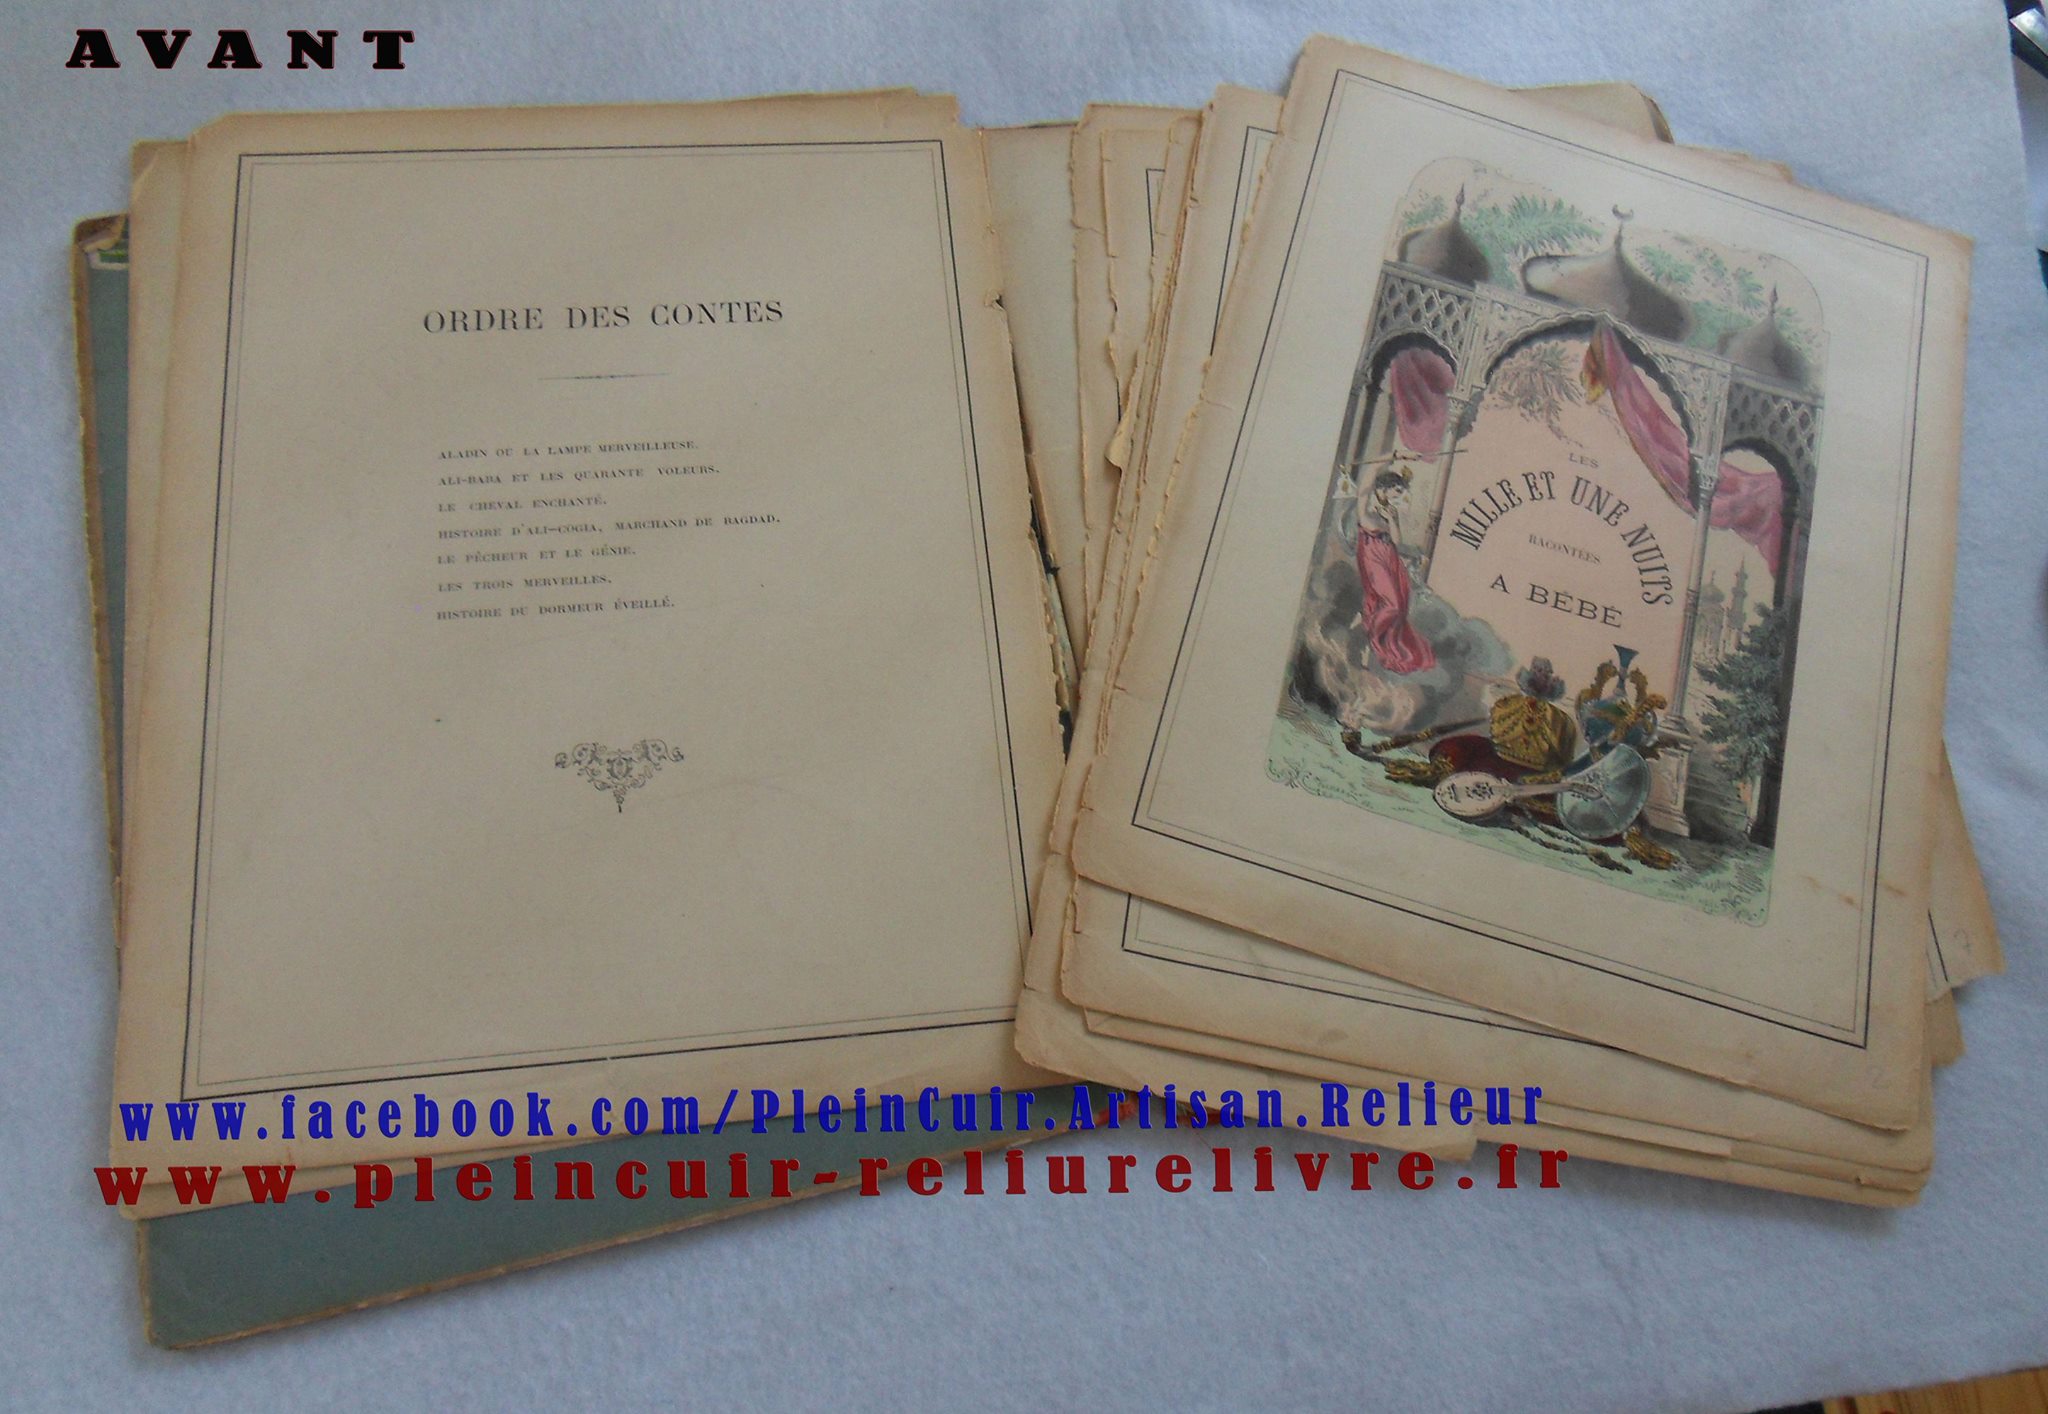 AVANT
ORDRE DES CONTES
ALADIN OU LA LAMPE MERVEILLEUSE.
ALI-BABA ET LES QUARANTE VOLEURS.
LE CHEVAL ENCHANTÉ.
HISTOIRE D'ALI-COGIA, MARCHAND DE BAGDAD.
LE PÊCHEUR ET LE GÉNIE.
LES TROIS MERVEILLES.
HISTOIRE DU DORMEUR ÉVEILLÉ.
LES
MILLE ET UNE NUITS
RACONTÉES
A BÉBÉ
www.facebook.com/PleinCuir.Artisan.Relieur
www.pleincuir-reliurelivre.fr